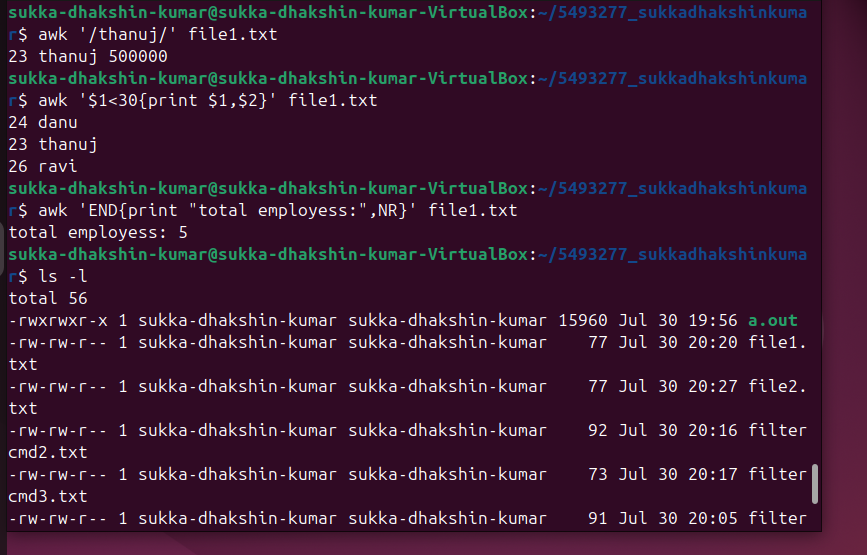 sukka-dhakshin-kumar@sukka-dhakshin-kumar-VirtualBox:~/5493277_sukkadhakshinkuma
r$ awk '/thanuj/' file1.txt
23 thanuj 500000
sukka-dhakshin-kumar@sukka-dhakshin-kumar-VirtualBox:~/5493277_sukkadhakshinkuma
r$ awk '$1<30{print $1,$2}' file1.txt
24 danu
23 thanuj
26 ravi
sukka-dhakshin-kumar@sukka-dhakshin-kumar-VirtualBox:~/5493277_sukkadhakshinkuma
r$ awk 'END{print "total employess:",NR}' file1.txt
total employess: 5
sukka-dhakshin-kumar@sukka-dhakshin-kumar-VirtualBox:~/5493277_sukkadhakshinkuma
r$ ls -l
total 56
-rwxrwxr-x 1 sukka-dhakshin-kumar sukka-dhakshin-kumar 15960 Jul 30 19:56 a.out
-rw-rw-r-- 1 sukka-dhakshin-kumar sukka-dhakshin-kumar    77 Jul 30 20:20 file1.
txt
-rw-rw-r-- 1 sukka-dhakshin-kumar sukka-dhakshin-kumar    77 Jul 30 20:27 file2.
txt
-rw-rw-r-- 1 sukka-dhakshin-kumar sukka-dhakshin-kumar    92 Jul 30 20:16 filter
cmd2.txt
-rw-rw-r-- 1 sukka-dhakshin-kumar sukka-dhakshin-kumar    73 Jul 30 20:17 filter
cmd3.txt
-rw-rw-r-- 1 sukka-dhakshin-kumar sukka-dhakshin-kumar    91 Jul 30 20:05 filter